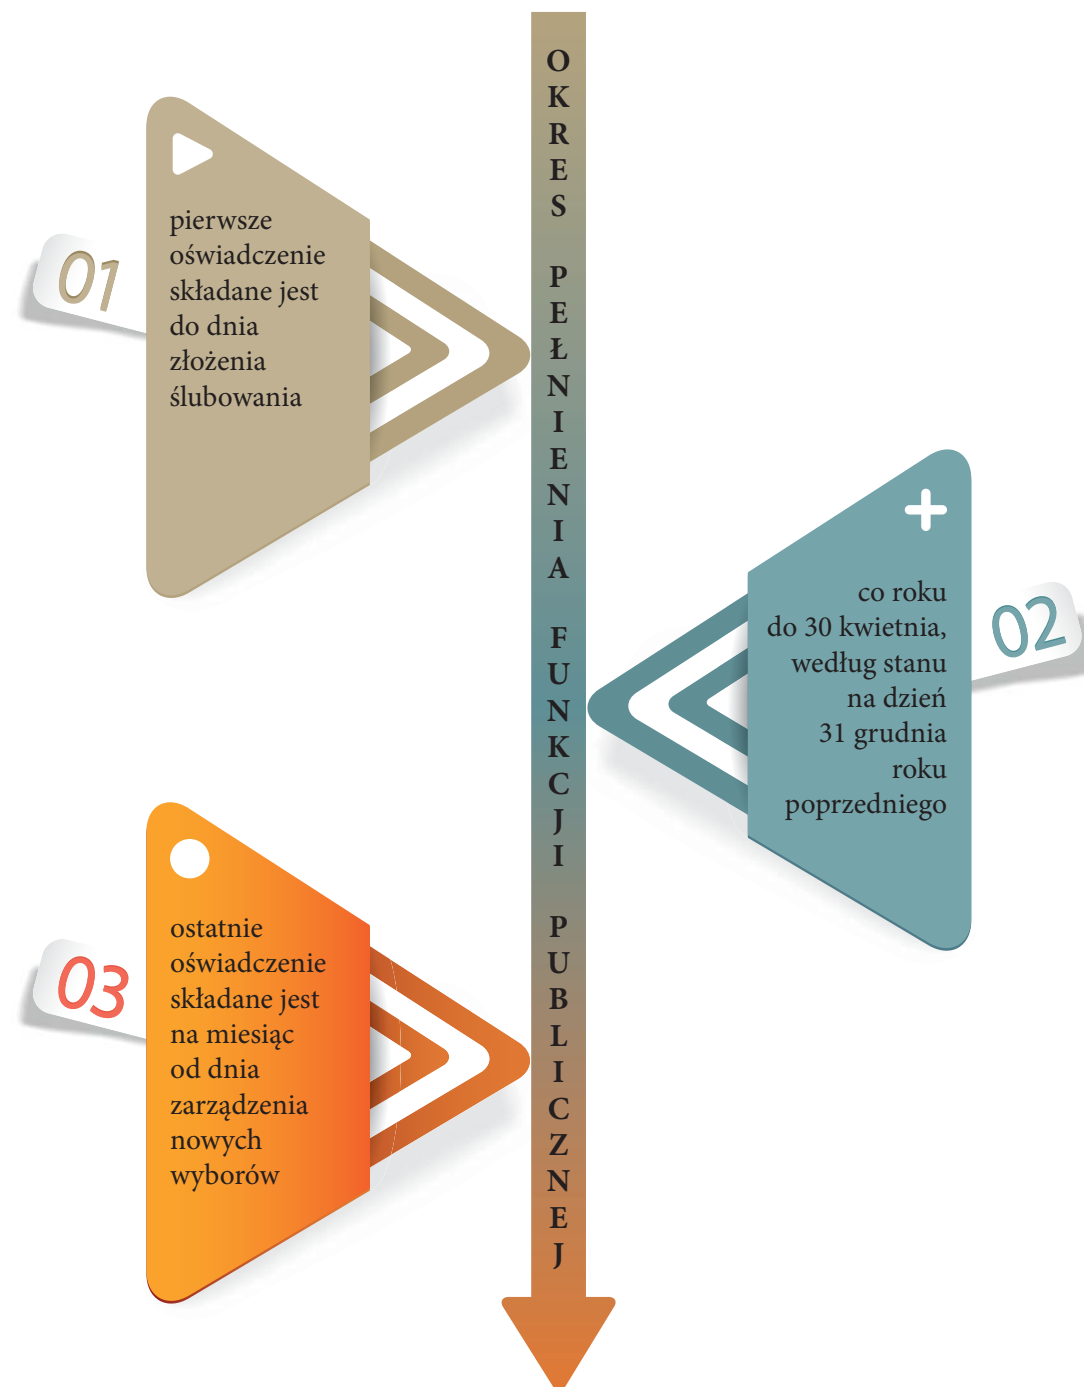 OKRES PEŁNIENIA FUNKCJI PUBLICZNEJ
01
pierwsze
oświadczenie
składane jest
do dnia
złożenia
ślubowania
02
co roku
do 30 kwietnia,
według stanu
na dzień
31 grudnia
roku
poprzedniego
03
ostatnie
oświadczenie
składane jest
na miesiąc
od dnia
zarządzenia
nowych
wyborów